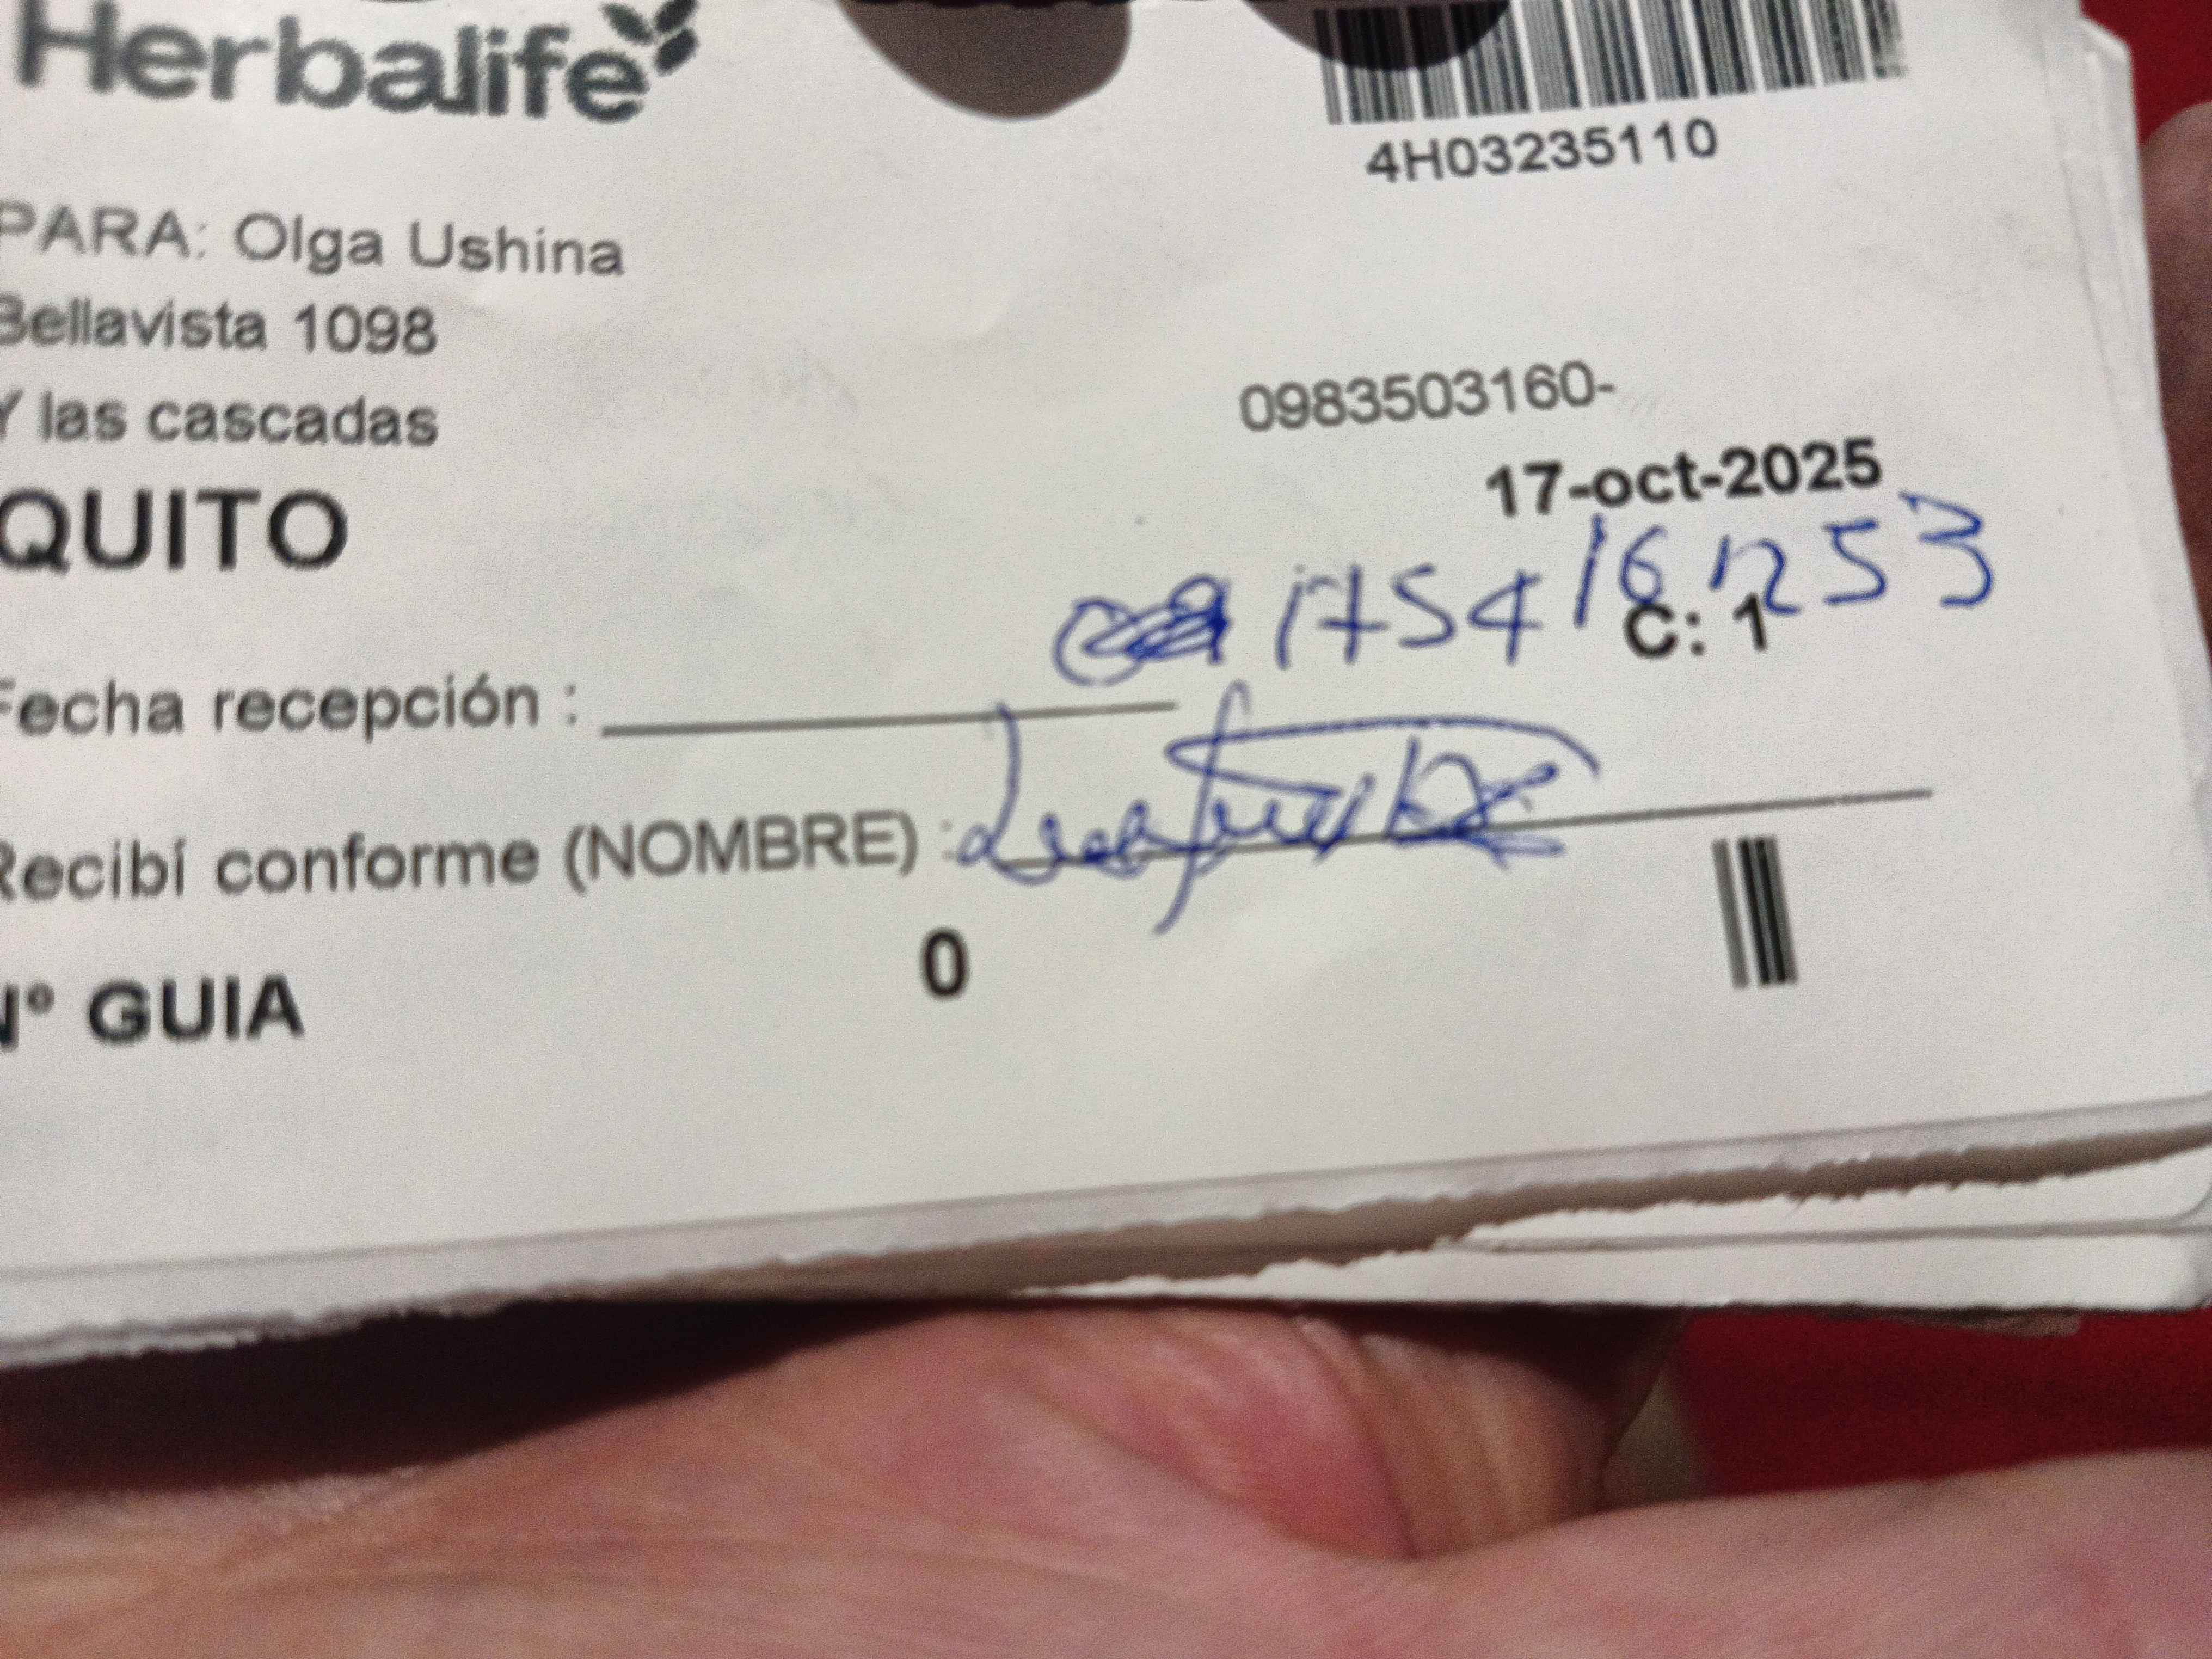 Herbalife
4H03235110
PARA: Olga Ushina
Bellavista 1098
Y las cascadas
0983503160-
QUITO
17-oct-2025
C: 1
Fecha recepción :
Recibí conforme (NOMBRE) :
0
Nº GUIA